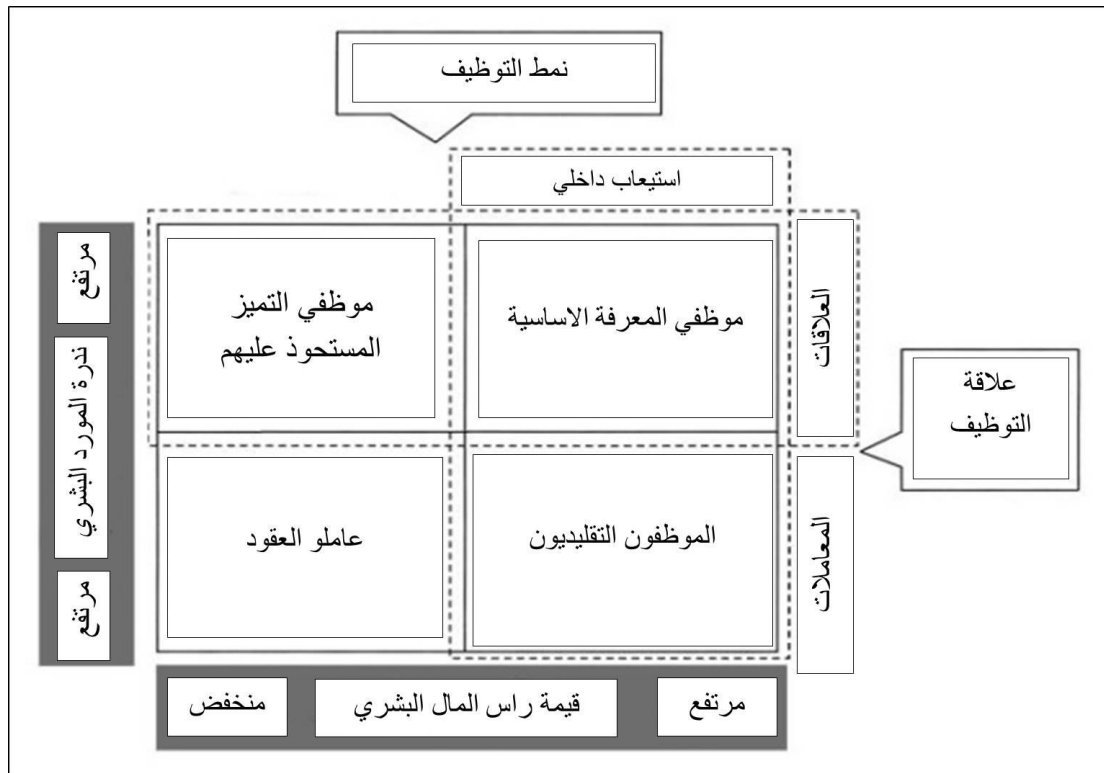 نمط التوظيف
استيعاب داخلي
مرتفع
ندرة المورد البشري
مرتفع
موظفي التميز
المستحوذ عليهم
موظفي المعرفة الاساسية
العلاقات
علاقة
التوظيف
عاملو العقود
الموظفون التقليديون
المعاملات
منخفض
قيمة راس المال البشري
مرتفع